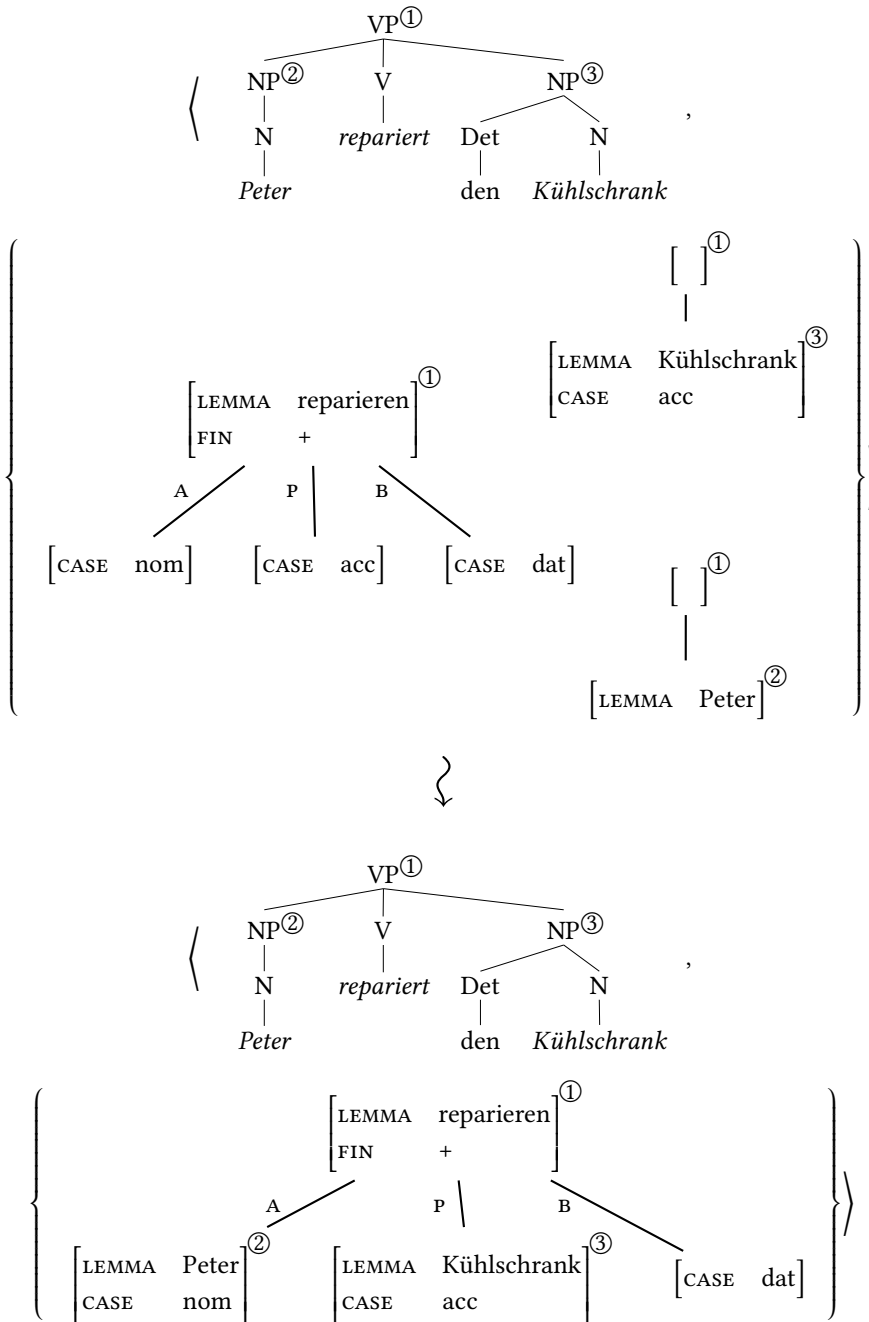 VP①
NP② V NP③
⟨ N repariert Det N ,
Peter den Kühlschrank
[ ]①
[LEMMA Kühlschrank
CASE acc]③
[LEMMA reparieren
FIN +]①
A P B
[CASE nom] [CASE acc] [CASE dat]
[ ]①
[LEMMA Peter]②
VP①
NP② V NP③
⟨ N repariert Det N ,
Peter den Kühlschrank
[LEMMA reparieren
FIN +]①
A P B
[LEMMA Peter]② [LEMMA Kühlschrank]③ [CASE dat]
[CASE nom] [CASE acc]